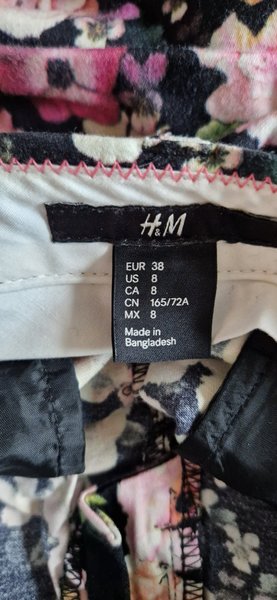 H&M
EUR 38
US 8
CA 8
CN 165/72A
MX 8
Made in
Bangladesh